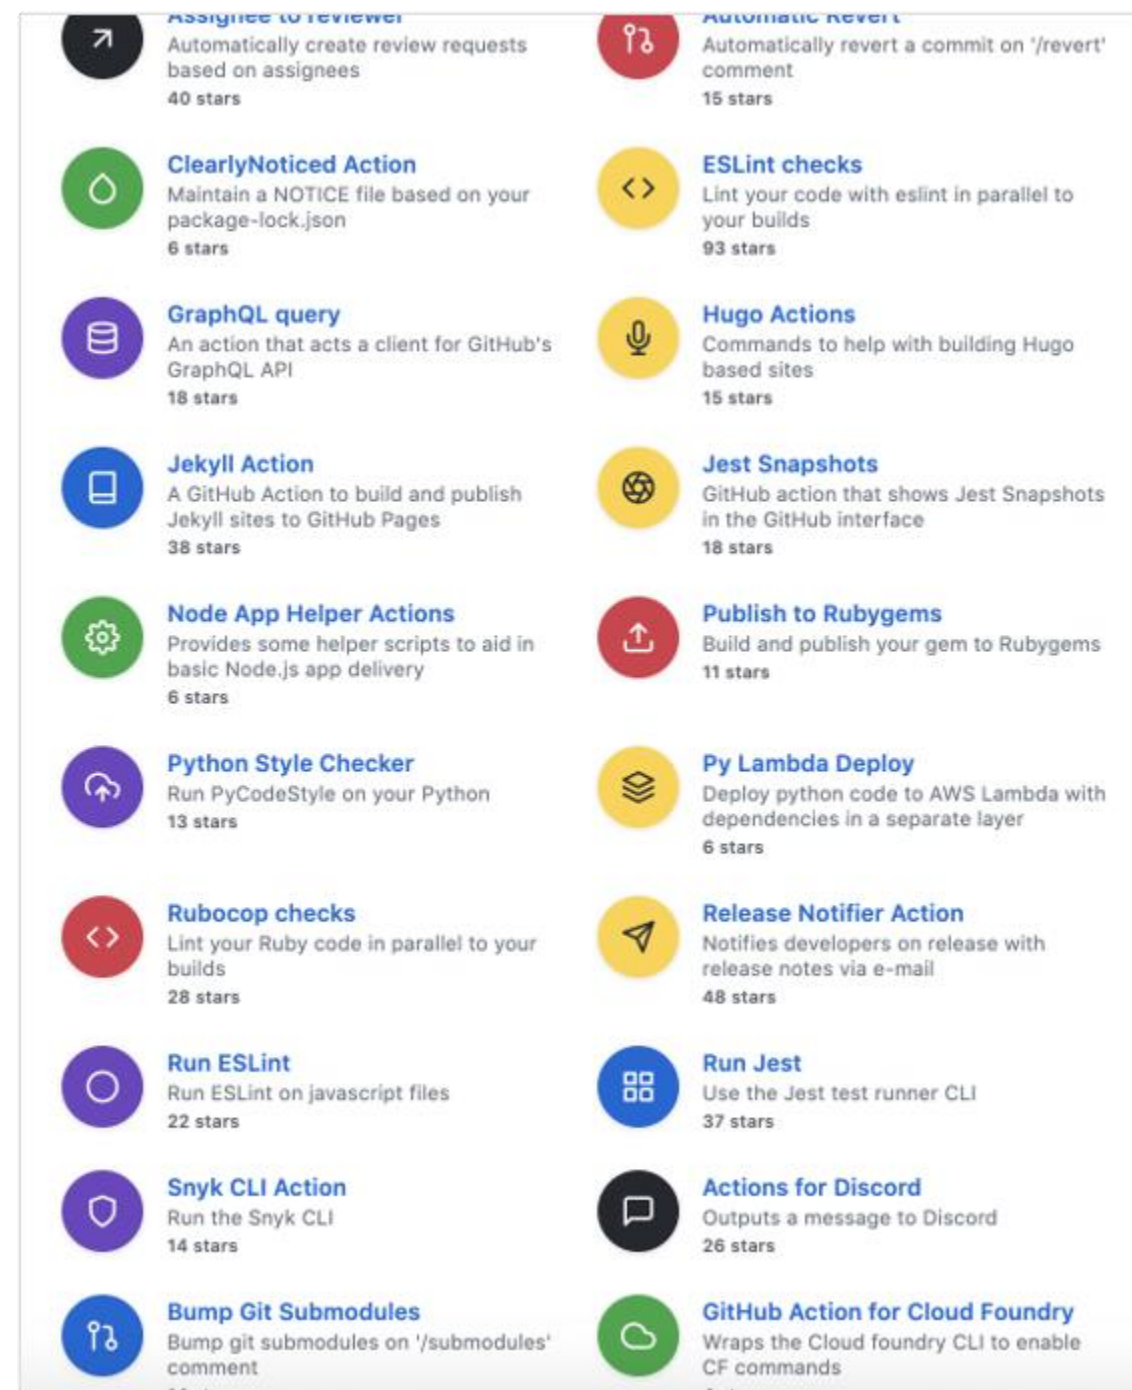 Assignee to reviewer
Automatically create review requests
based on assignees
40 stars
Automatic Revert
Automatically revert a commit on '/revert'
comment
15 stars
ClearlyNoticed Action
Maintain a NOTICE file based on your
package-lock.json
6 stars
ESLint checks
Lint your code with eslint in parallel to
your builds
93 stars
GraphQL query
An action that acts a client for GitHub's
GraphQL API
18 stars
Hugo Actions
Commands to help with building Hugo
based sites
15 stars
Jekyll Action
A GitHub Action to build and publish
Jekyll sites to GitHub Pages
38 stars
Jest Snapshots
GitHub action that shows Jest Snapshots
in the GitHub interface
18 stars
Node App Helper Actions
Provides some helper scripts to aid in
basic Node.js app delivery
6 stars
Publish to Rubygems
Build and publish your gem to Rubygems
11 stars
Python Style Checker
Run PyCodeStyle on your Python
13 stars
Py Lambda Deploy
Deploy python code to AWS Lambda with
dependencies in a separate layer
6 stars
Rubocop checks
Lint your Ruby code in parallel to your
builds
28 stars
Release Notifier Action
Notifies developers on release with
release notes via e-mail
48 stars
Run ESLint
Run ESLint on javascript files
22 stars
Run Jest
Use the Jest test runner CLI
37 stars
Snyk CLI Action
Run the Snyk CLI
14 stars
Actions for Discord
Outputs a message to Discord
26 stars
Bump Git Submodules
Bump git submodules on '/submodules'
comment
GitHub Action for Cloud Foundry
Wraps the Cloud foundry CLI to enable
CF commands